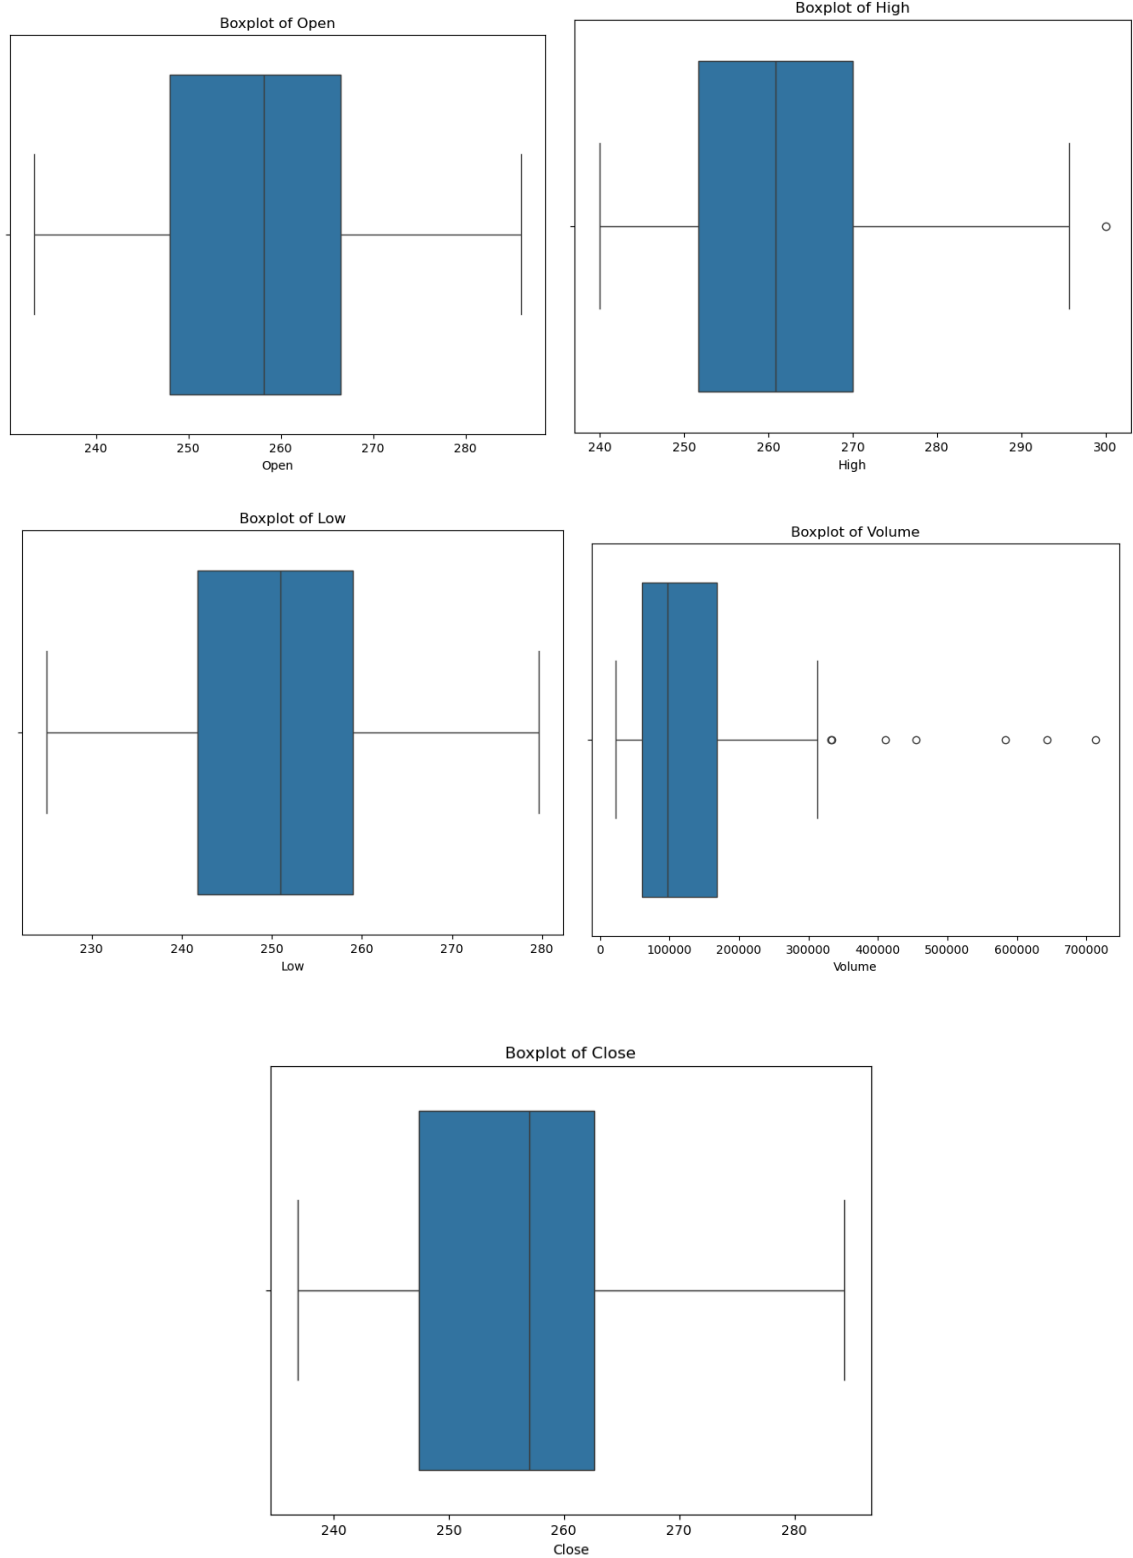 Boxplot of Open
240 250 260 270 280
Open
Boxplot of High
240 250 260 270 280 290 300
High
Boxplot of Low
230 240 250 260 270 280
Low
Boxplot of Volume
0 100000 200000 300000 400000 500000 600000 700000
Volume
Boxplot of Close
240 250 260 270 280
Close